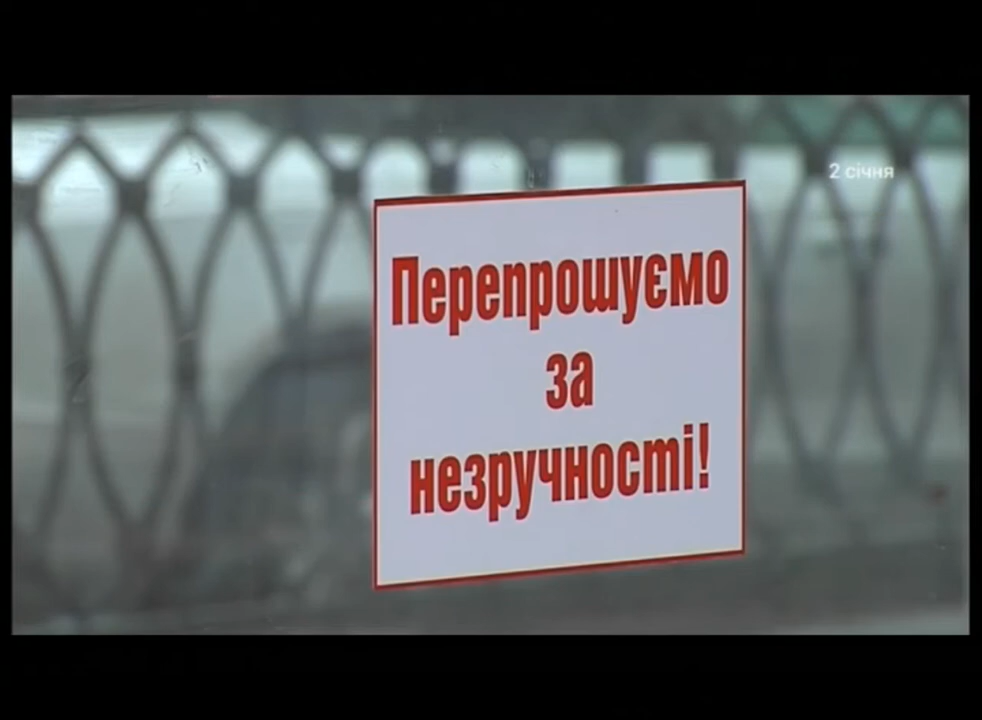 2 січня
Перепрошуємо
за
незручності!